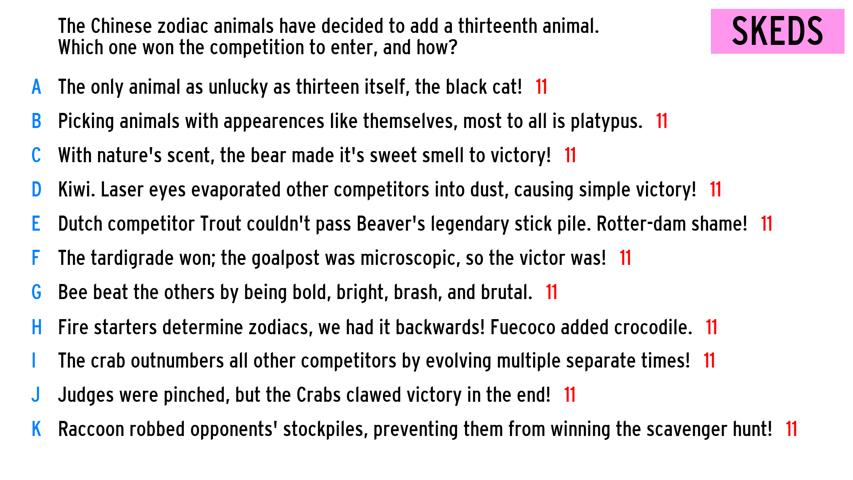 The Chinese zodiac animals have decided to add a thirteenth animal.
Which one won the competition to enter, and how?
SKEDS
A The only animal as unlucky as thirteen itself, the black cat! 11
B Picking animals with appearences like themselves, most to all is platypus. 11
C With nature's scent, the bear made it's sweet smell to victory! 11
D Kiwi. Laser eyes evaporated other competitors into dust, causing simple victory! 11
E Dutch competitor Trout couldn't pass Beaver's legendary stick pile. Rotter-dam shame! 11
F The tardigrade won; the goalpost was microscopic, so the victor was! 11
G Bee beat the others by being bold, bright, brash, and brutal. 11
H Fire starters determine zodiacs, we had it backwards! Fuecoco added crocodile. 11
I The crab outnumbers all other competitors by evolving multiple separate times! 11
J Judges were pinched, but the Crabs clawed victory in the end! 11
K Raccoon robbed opponents' stockpiles, preventing them from winning the scavenger hunt! 11